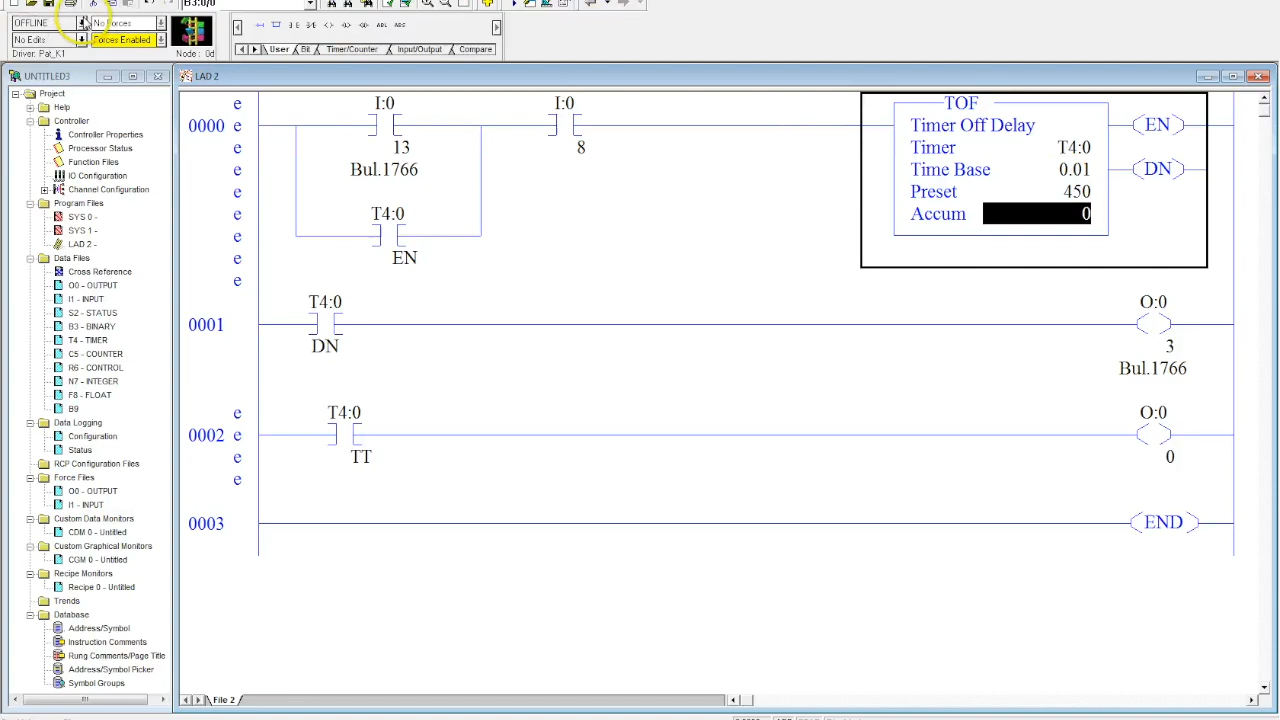 B3:0/0
OFFLINE
No Forces
No Edits
Forces Enabled
Driver: Pat_K1
Node : 0d
User
Bit
Timer/Counter
Input/Output
Compare
UNTITLED3
Project
Help
Controller
Controller Properties
Processor Status
Function Files
IO Configuration
Channel Configuration
Program Files
SYS 0 -
SYS 1 -
LAD 2 -
Data Files
Cross Reference
O0 - OUTPUT
I1 - INPUT
S2 - STATUS
B3 - BINARY
T4 - TIMER
C5 - COUNTER
R6 - CONTROL
N7 - INTEGER
F8 - FLOAT
B9
Data Logging
Configuration
Status
RCP Configuration Files
Force Files
O0 - OUTPUT
I1 - INPUT
Custom Data Monitors
CDM 0 - Untitled
Custom Graphical Monitors
CGM 0 - Untitled
Recipe Monitors
Recipe 0 - Untitled
Trends
Database
Address/Symbol
Instruction Comments
Rung Comments/Page Title
Address/Symbol Picker
Symbol Groups
LAD 2
e
0000 e
e
e
e
e
e
e
e
I:0
13
Bul.1766
I:0
8
T4:0
EN
TOF
Timer Off Delay
Timer T4:0
Time Base 0.01
Preset 450
Accum 0
EN
DN
0001
T4:0
DN
O:0
3
Bul.1766
e
0002 e
e
e
T4:0
TT
O:0
0
0003
END
File 2